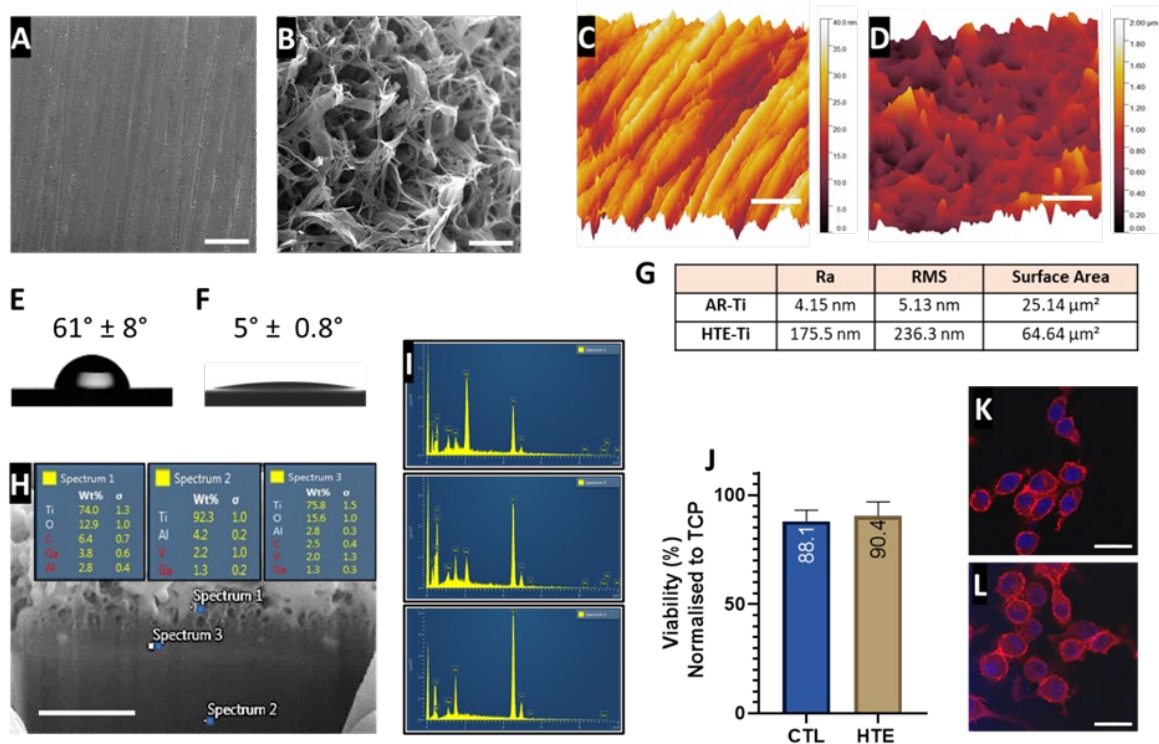 A
B
C
40.0 nm
35.0
30.0
25.0
20.0
15.0
10.0
5.0
0.0
D
2.00 µm
1.80
1.60
1.40
1.20
1.00
0.80
0.60
0.40
0.20
0.00
E
61° ± 8°
F
5° ± 0.8°
G
Ra RMS Surface Area
AR-Ti 4.15 nm 5.13 nm 25.14 µm²
HTE-Ti 175.5 nm 236.3 nm 64.64 µm²
H
Spectrum 1
Wt% σ
Ti 74.0 1.3
O 12.9 1.0
C 6.4 0.7
Ga 3.8 0.6
Al 2.8 0.4
Spectrum 2
Wt% σ
Ti 92.3 1.0
Al 4.2 0.2
V 2.2 1.0
Ga 1.3 0.2
Spectrum 3
Wt% σ
Ti 75.8 1.5
O 15.6 1.0
Al 2.8 0.3
C 2.5 0.4
V 2.0 1.3
Ga 1.3 0.3
Spectrum 1
Spectrum 3
Spectrum 2
I
J
Viability (%)
Normalised to TCP
100
50
0
88.1
90.4
CTL
HTE
K
L